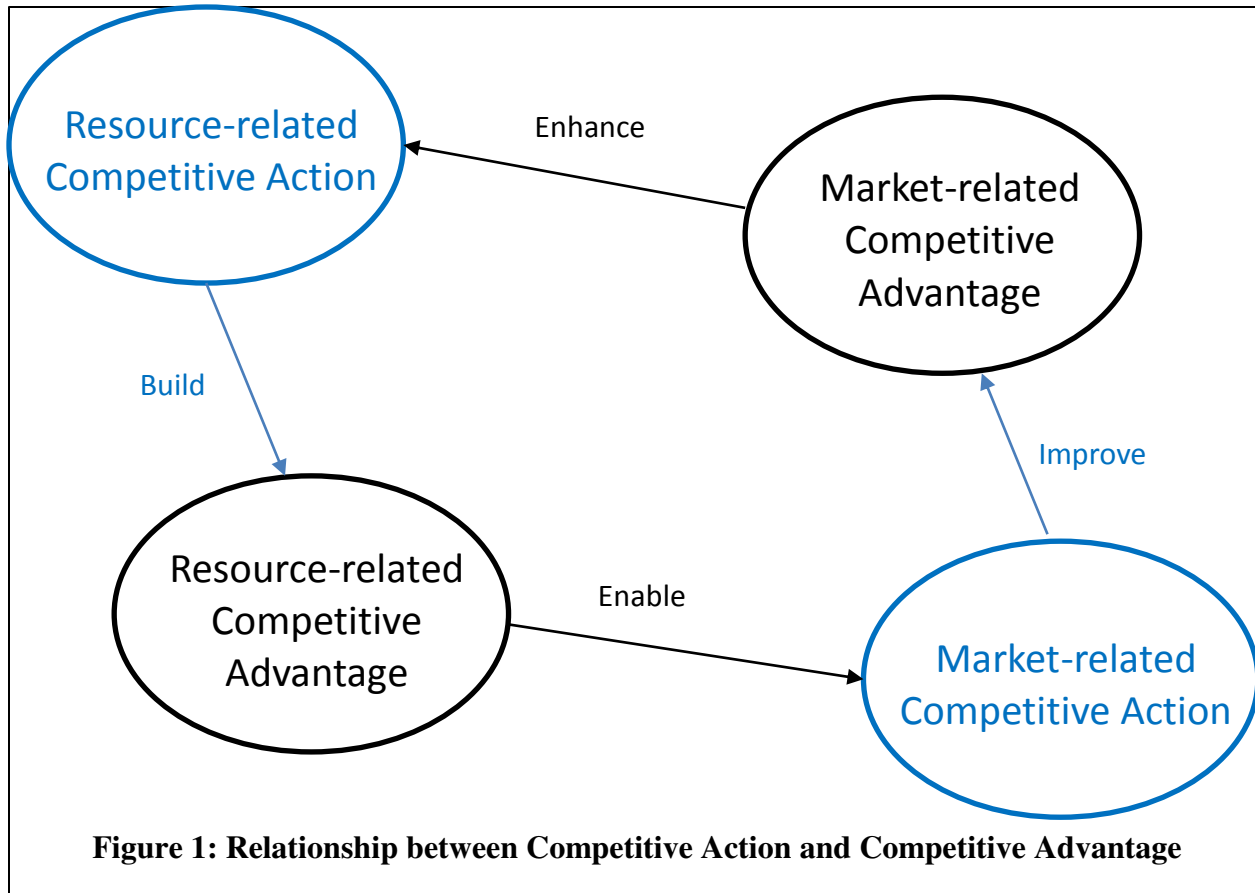 Resource-related
Competitive Action
Enhance
Market-related
Competitive
Advantage
Build
Improve
Resource-related
Competitive
Advantage
Enable
Market-related
Competitive Action
Figure 1: Relationship between Competitive Action and Competitive Advantage